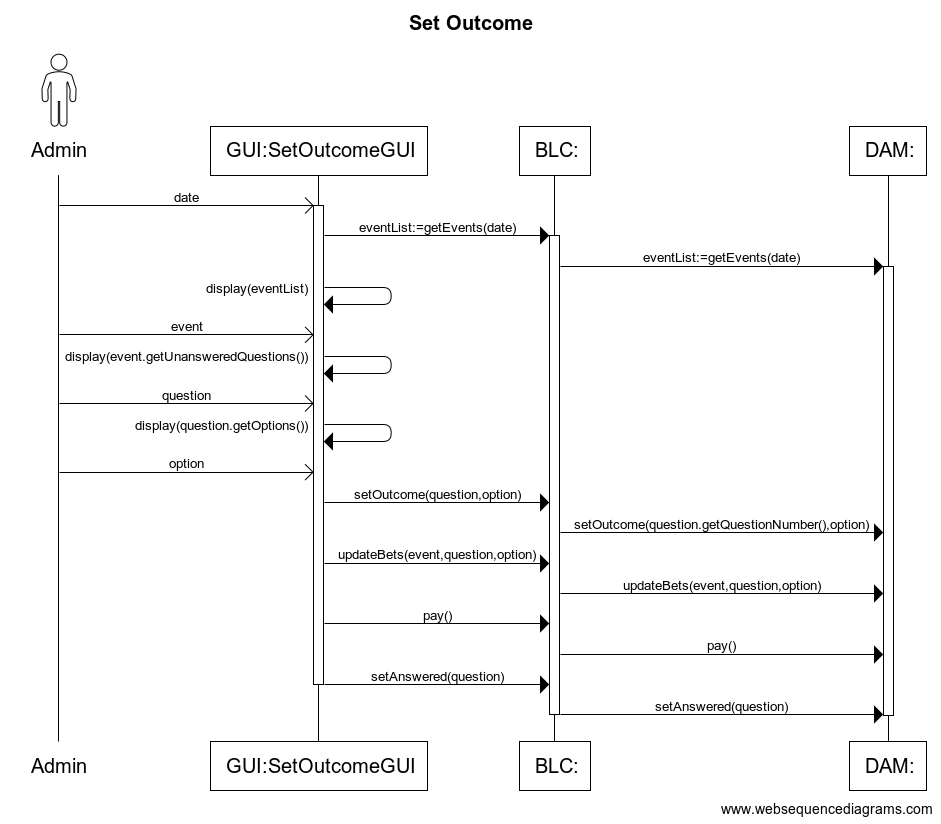 Set Outcome
Admin
GUI:SetOutcomeGUI
BLC:
DAM:
date
eventList:=getEvents(date)
eventList:=getEvents(date)
display(eventList)
event
display(event.getUnansweredQuestions())
question
display(question.getOptions())
option
setOutcome(question,option)
setOutcome(question.getQuestionNumber(),option)
updateBets(event,question,option)
updateBets(event,question,option)
pay()
pay()
setAnswered(question)
setAnswered(question)
Admin
GUI:SetOutcomeGUI
BLC:
DAM:
www.websequencediagrams.com